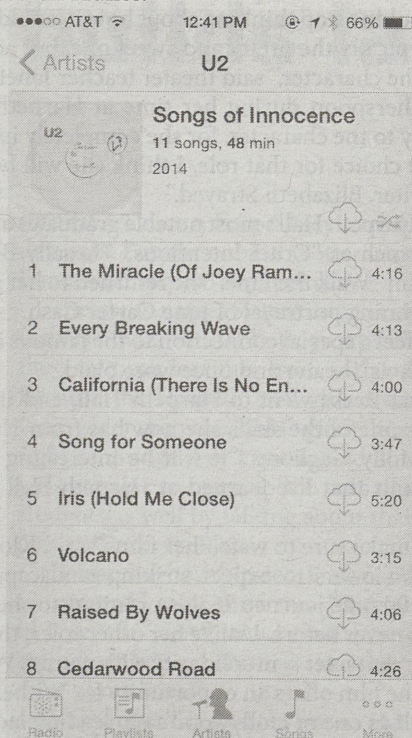 AT&T 12:41 PM 66%
Artists U2
Songs of Innocence
U2
11 songs, 48 min
2014
1 The Miracle (Of Joey Ram... 4:16
2 Every Breaking Wave 4:13
3 California (There Is No En... 4:00
4 Song for Someone 3:47
5 Iris (Hold Me Close) 5:20
6 Volcano 3:15
7 Raised By Wolves 4:06
8 Cedarwood Road 4:26
Radio Playlists Artists Songs More